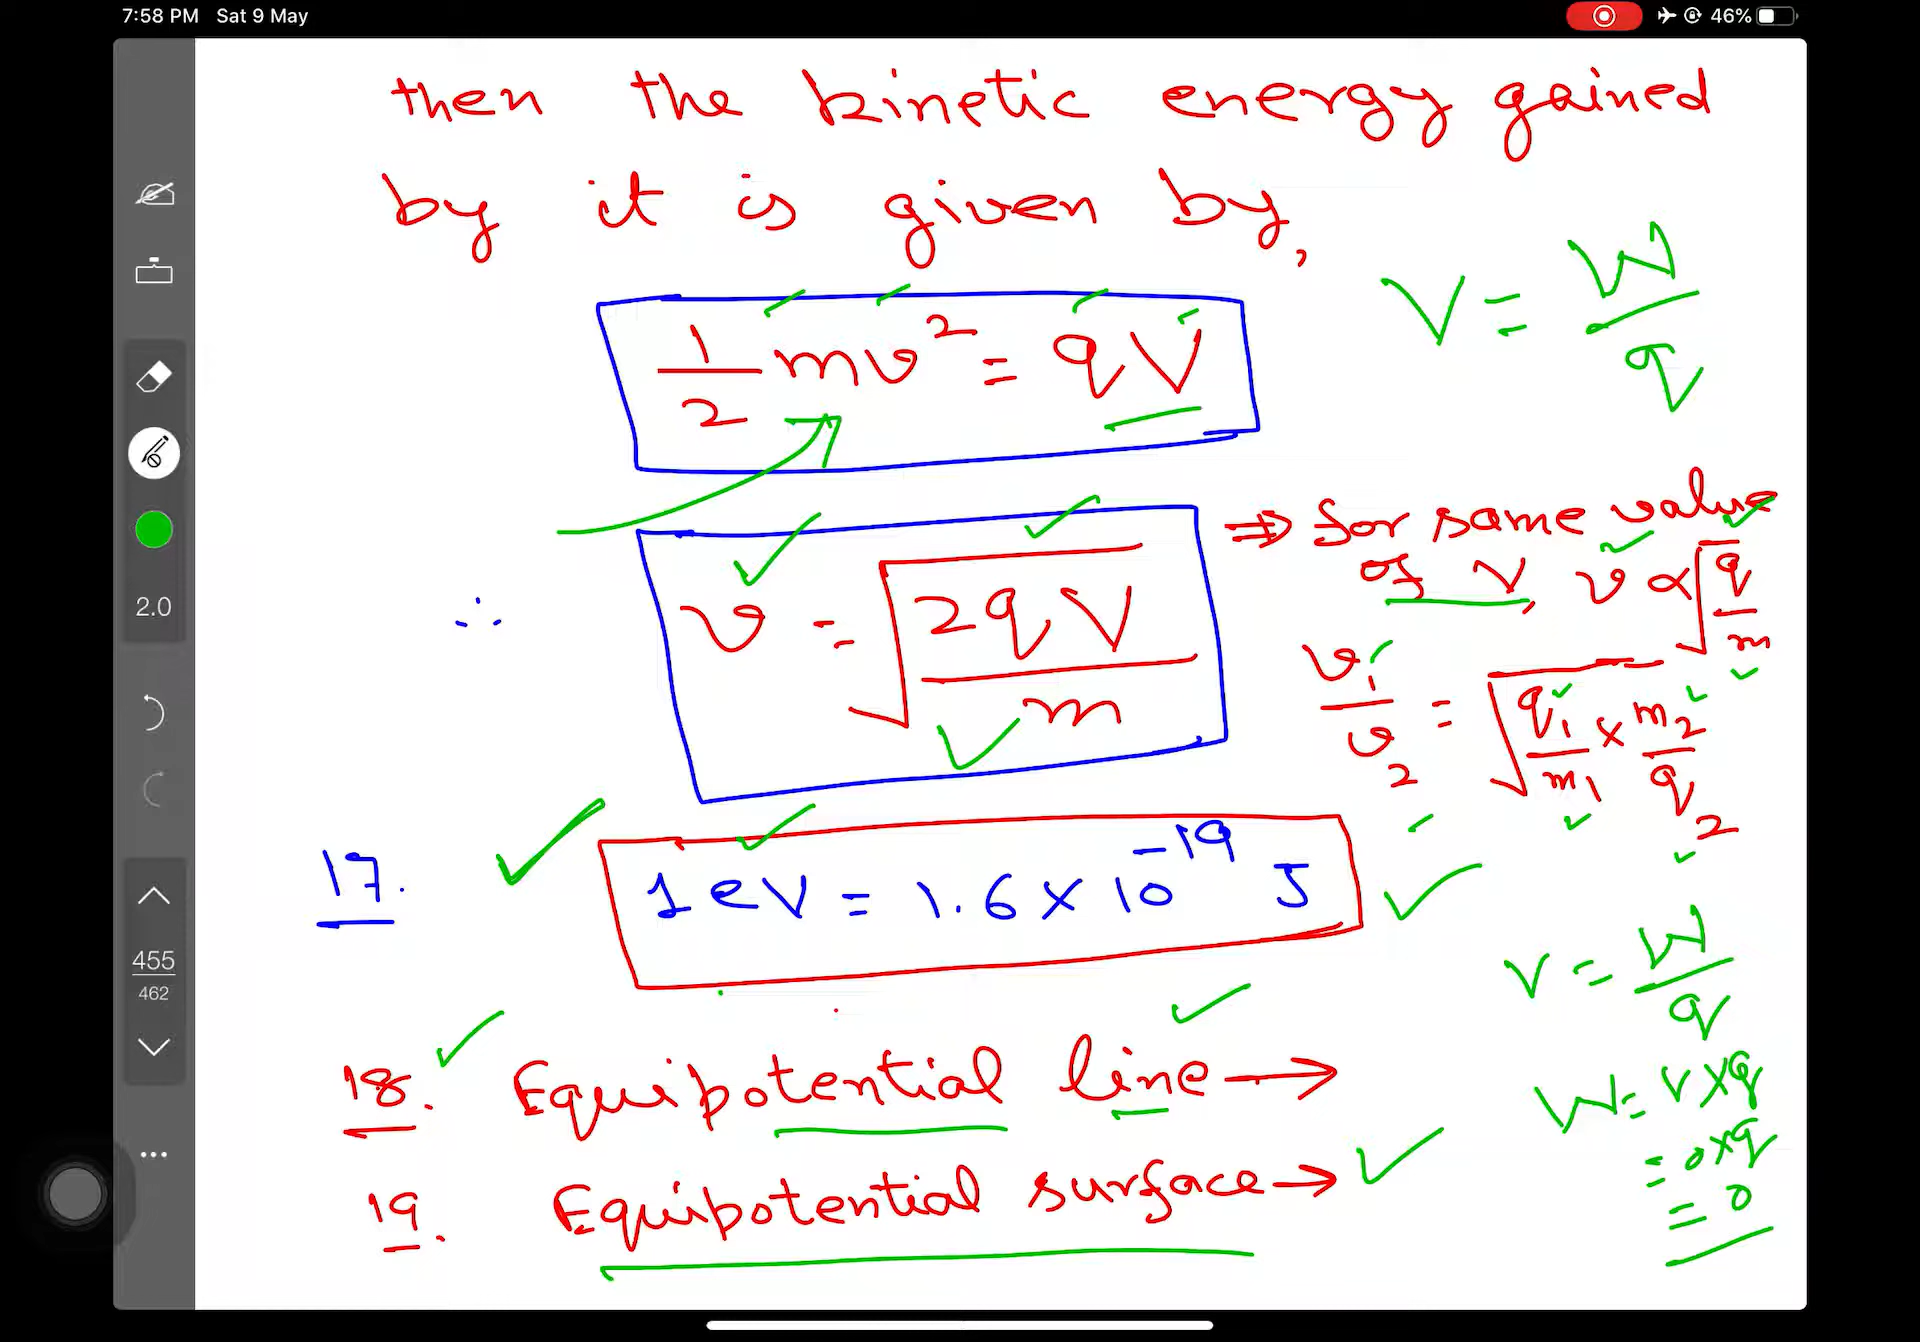 7:58 PM Sat 9 May
46%
then the kinetic energy gained
by it is given by,
V = W/q
1/2 mv² = qV
⇒ for same value
of V, v ∝ √(q/m)
∴ v = √(2qV/m)
v₁/v₂ = √(q₁/m₁ × m₂/q₂)
2.0
17. 1 eV = 1.6 × 10⁻¹⁹ J
455
462
V = W/q
18. Equipotential line →
W = V × q
= 0 × q
= 0
19. Equipotential surface →